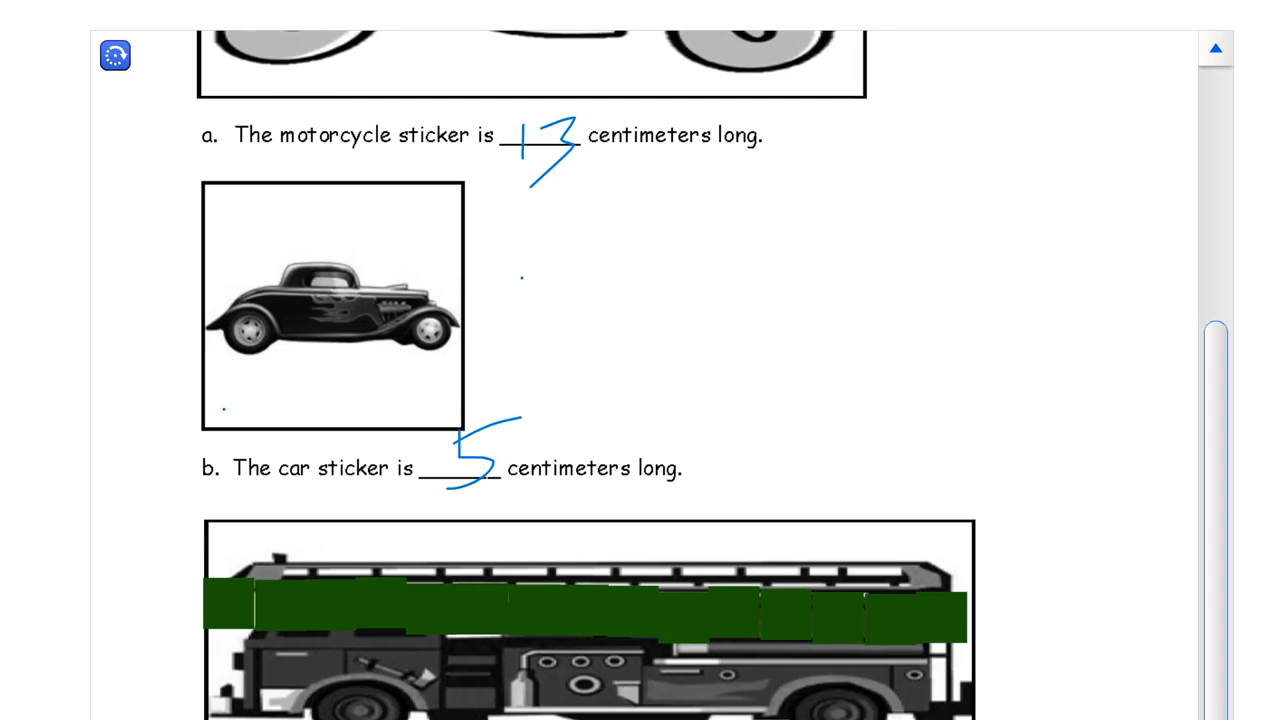 a. The motorcycle sticker is 13 centimeters long.
b. The car sticker is 5 centimeters long.